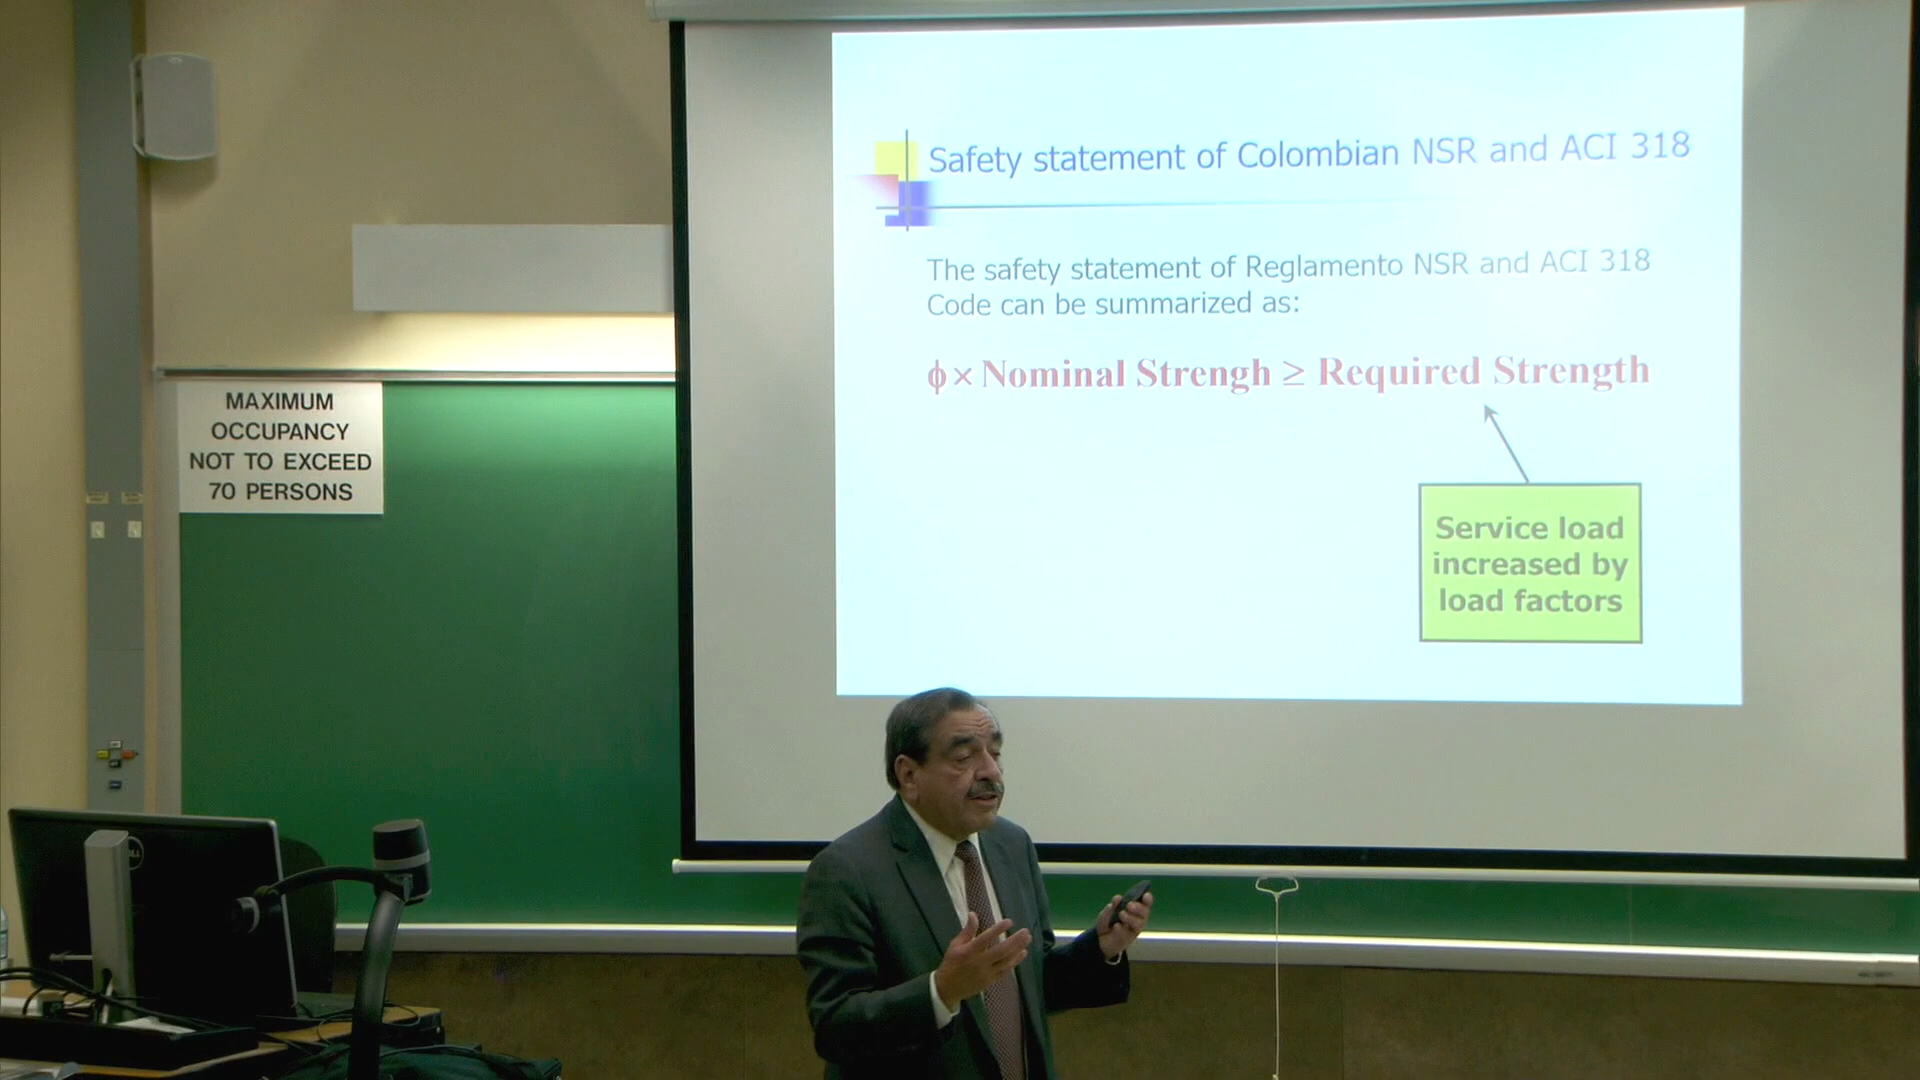 Safety statement of Colombian NSR and ACI 318
The safety statement of Reglamento NSR and ACI 318
Code can be summarized as:
ϕ × Nominal Strengh ≥ Required Strength
Service load
increased by
load factors
MAXIMUM
OCCUPANCY
NOT TO EXCEED
70 PERSONS